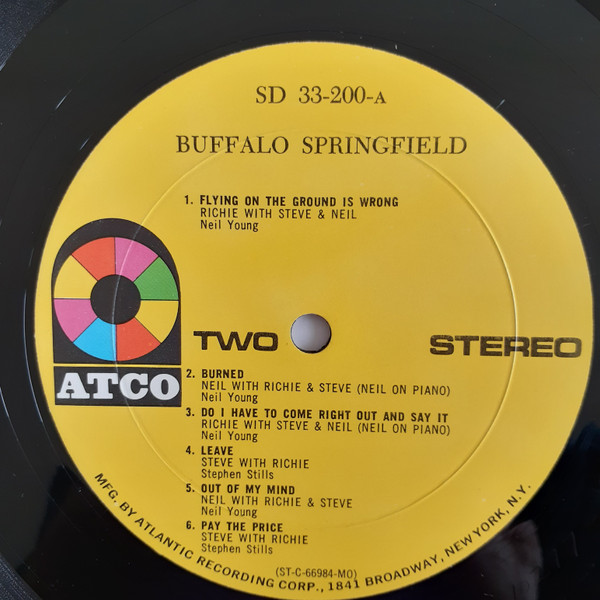 SD 33-200-A
BUFFALO SPRINGFIELD
1. FLYING ON THE GROUND IS WRONG
RICHIE WITH STEVE & NEIL
Neil Young
TWO
STEREO
ATCO
2. BURNED
NEIL WITH RICHIE & STEVE (NEIL ON PIANO)
Neil Young
3. DO I HAVE TO COME RIGHT OUT AND SAY IT
RICHIE WITH STEVE & NEIL (NEIL ON PIANO)
Neil Young
4. LEAVE
STEVE WITH RICHIE
Stephen Stills
5. OUT OF MY MIND
NEIL WITH RICHIE & STEVE
Neil Young
6. PAY THE PRICE
STEVE WITH RICHIE
Stephen Stills
(ST-C-66984-MO)
MFG. BY ATLANTIC RECORDING CORP., 1841 BROADWAY, NEW YORK, N.Y.